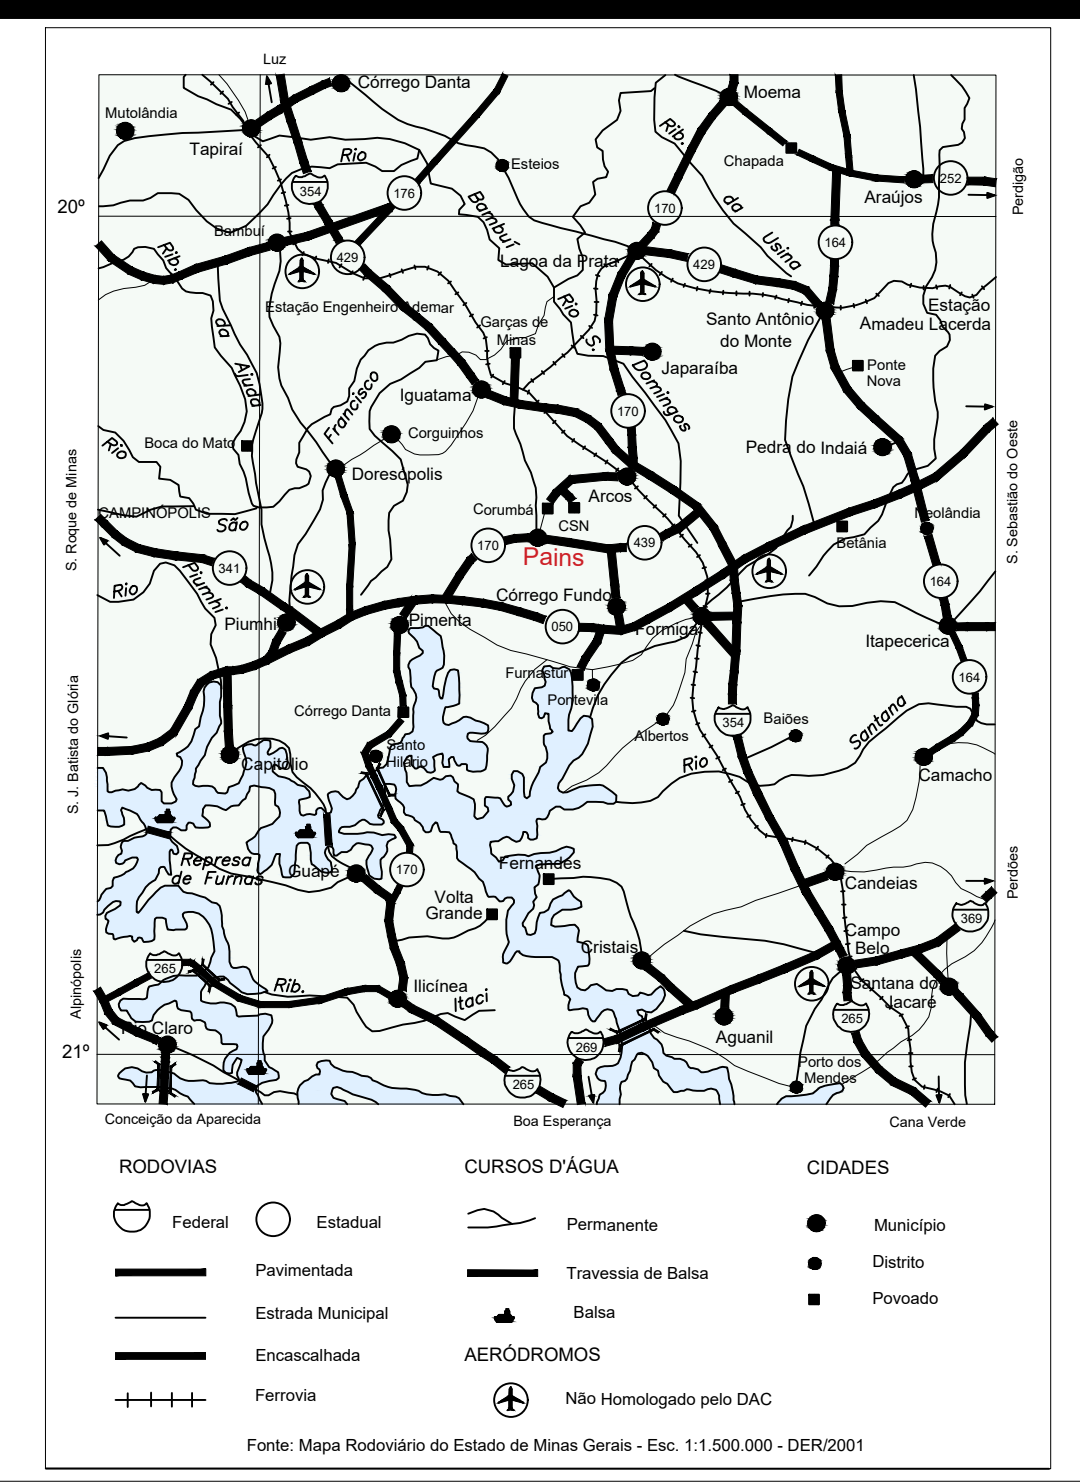 Luz
Córrego Danta
Moema
Mutolândia
Tapiraí
Rio
Rib.
Esteios
Chapada
Perdigão
354
176
Araújos
252
20º
Bambuí
170
da
Bambuí
Rib.
429
Usina
164
Lagoa da Prata
429
Estação Engenheiro Ademar
Rio
Estação
Amadeu Lacerda
Santo Antônio
do Monte
Garças de
Minas
S.
da
Ajuda
Domingos
Japaraíba
Ponte
Nova
Francisco
Iguatama
170
Rio
Boca do Mato
Corguinhos
Pedra do Indaiá
S. Roque de Minas
S. Sebastião do Oeste
Doresópolis
Arcos
CAMPINÓPOLIS
São
Corumbá
CSN
Neolândia
Betânia
170
439
Pains
341
Piumhi
Rio
164
Córrego Fundo
Piumhi
Pimenta
050
Formiga
Itapecerica
Furnastur
Pontevila
164
S. J. Batista do Glória
Córrego Danta
354
Baiões
Santana
Albertos
Santo
Hilário
Capitólio
Rio
Camacho
Represa
de Furnas
Guapé
170
Fernandes
Candeias
Perdões
Volta
Grande
369
Campo
Belo
Cristais
Alpinópolis
265
Rib.
Ilicínea
Itaci
Santana do
Jacaré
265
Rio Claro
Aguanil
269
21º
265
Porto dos
Mendes
Conceição da Aparecida
Boa Esperança
Cana Verde
RODOVIAS
CURSOS D'ÁGUA
CIDADES
Federal
Estadual
Permanente
Município
Pavimentada
Travessia de Balsa
Distrito
Estrada Municipal
Balsa
Povoado
Encascalhada
AERÓDROMOS
Ferrovia
Não Homologado pelo DAC
Fonte: Mapa Rodoviário do Estado de Minas Gerais - Esc. 1:1.500.000 - DER/2001